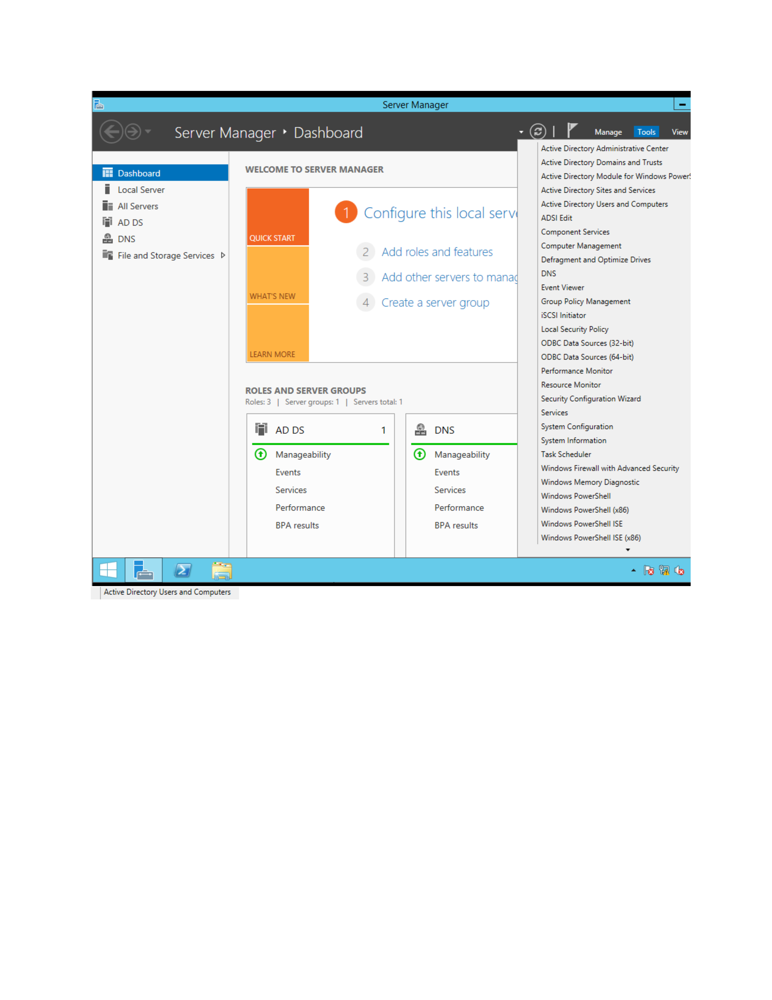 Server Manager
Server Manager ‣ Dashboard
Manage Tools View
Dashboard
Local Server
All Servers
AD DS
DNS
File and Storage Services
WELCOME TO SERVER MANAGER
QUICK START
WHAT'S NEW
LEARN MORE
1 Configure this local serve
2 Add roles and features
3 Add other servers to manag
4 Create a server group
ROLES AND SERVER GROUPS
Roles: 3 | Server groups: 1 | Servers total: 1
AD DS 1
Manageability
Events
Services
Performance
BPA results
DNS
Manageability
Events
Services
Performance
BPA results
Active Directory Administrative Center
Active Directory Domains and Trusts
Active Directory Module for Windows PowerS
Active Directory Sites and Services
Active Directory Users and Computers
ADSI Edit
Component Services
Computer Management
Defragment and Optimize Drives
DNS
Event Viewer
Group Policy Management
iSCSI Initiator
Local Security Policy
ODBC Data Sources (32-bit)
ODBC Data Sources (64-bit)
Performance Monitor
Resource Monitor
Security Configuration Wizard
Services
System Configuration
System Information
Task Scheduler
Windows Firewall with Advanced Security
Windows Memory Diagnostic
Windows PowerShell
Windows PowerShell (x86)
Windows PowerShell ISE
Windows PowerShell ISE (x86)
Active Directory Users and Computers